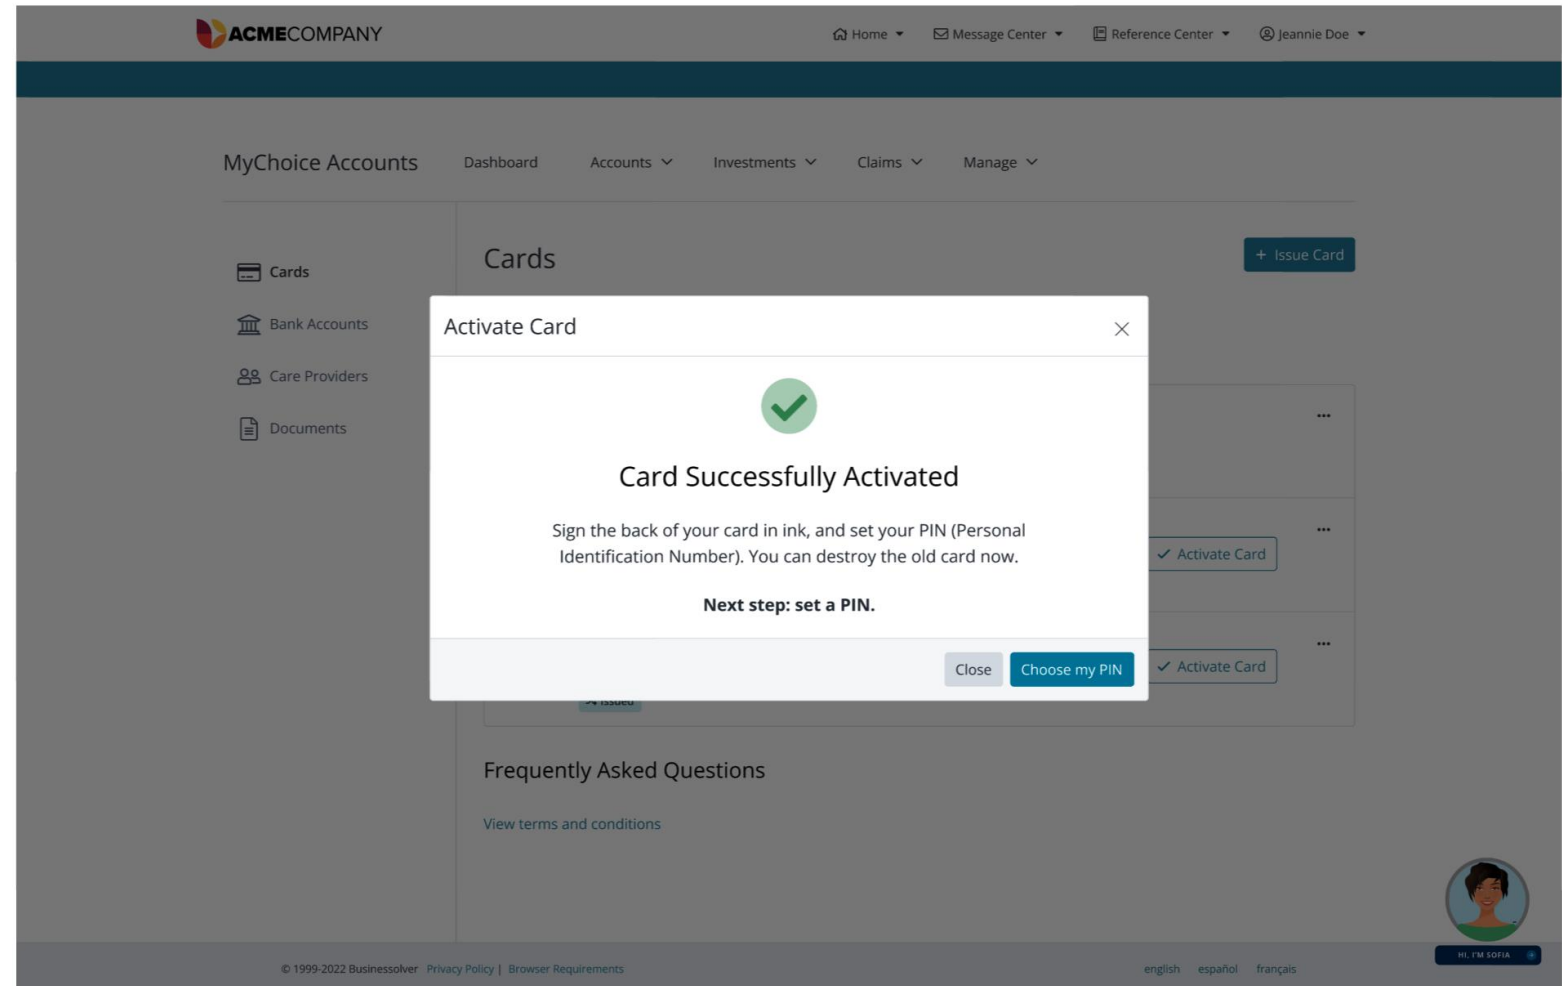 ACMECOMPANY
Home
Message Center
Reference Center
Jeannie Doe
MyChoice Accounts
Dashboard
Accounts
Investments
Claims
Manage
Cards
Bank Accounts
Care Providers
Documents
Cards
+ Issue Card
Activate Card
Card Successfully Activated
Sign the back of your card in ink, and set your PIN (Personal
Identification Number). You can destroy the old card now.
Next step: set a PIN.
Close
Choose my PIN
Activate Card
Activate Card
Issued
Frequently Asked Questions
View terms and conditions
© 1999-2022 Businessolver Privacy Policy | Browser Requirements
english español français
HI, I'M SOFIA